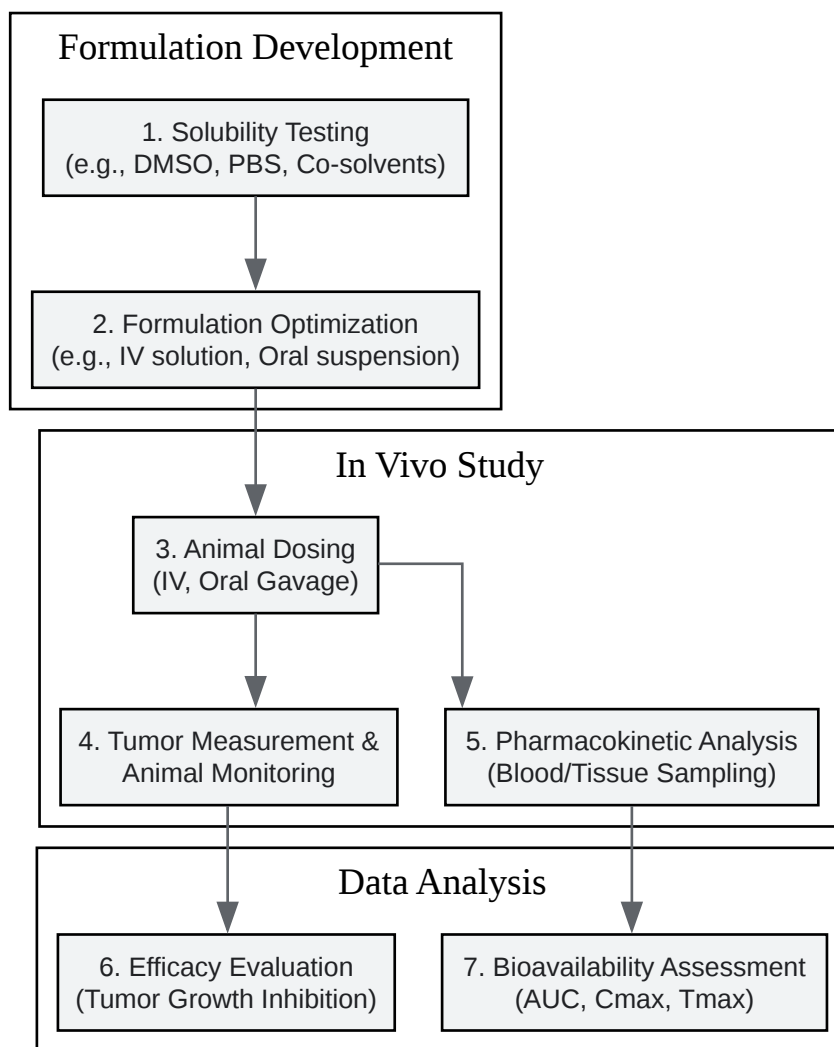 Formulation Development
1. Solubility Testing
(e.g., DMSO, PBS, Co-solvents)
2. Formulation Optimization
(e.g., IV solution, Oral suspension)
In Vivo Study
3. Animal Dosing
(IV, Oral Gavage)
4. Tumor Measurement &
Animal Monitoring
5. Pharmacokinetic Analysis
(Blood/Tissue Sampling)
Data Analysis
6. Efficacy Evaluation
(Tumor Growth Inhibition)
7. Bioavailability Assessment
(AUC, Cmax, Tmax)